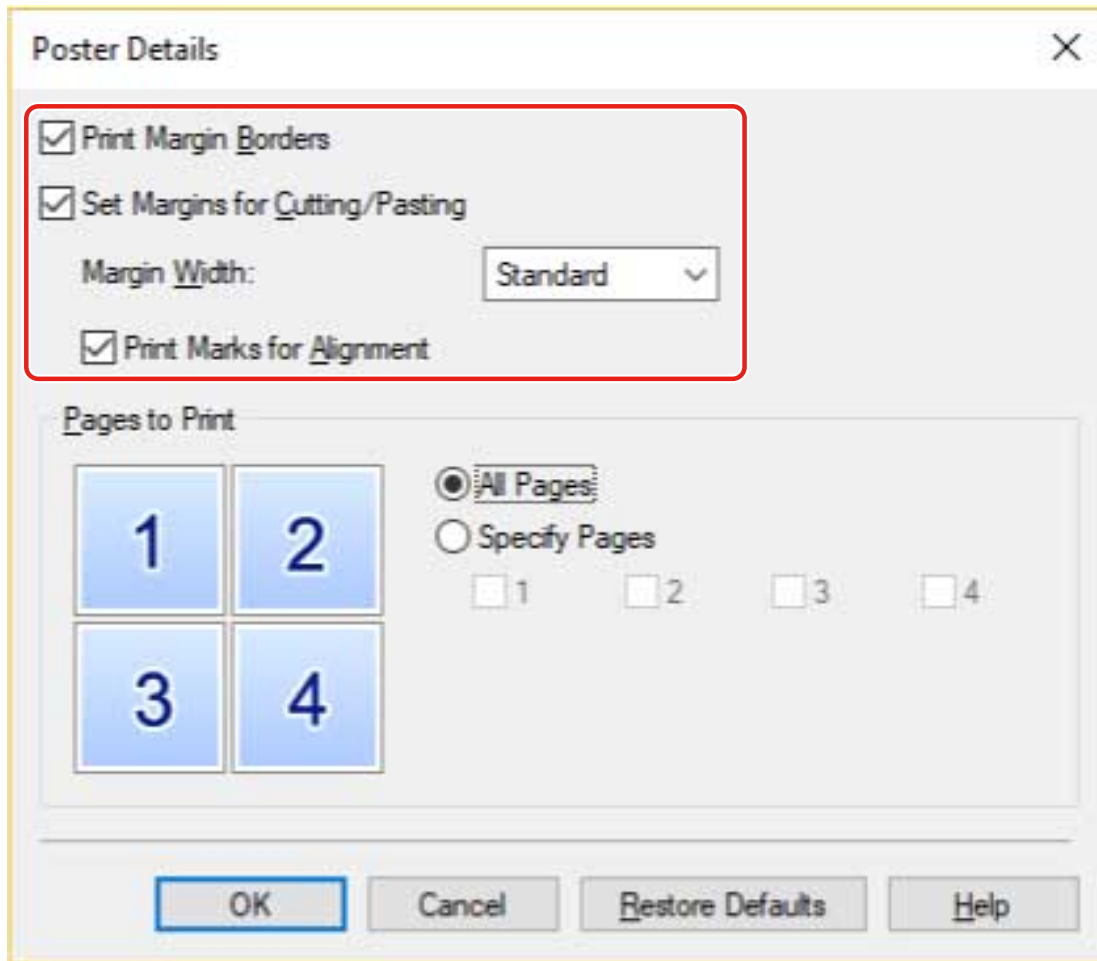 Poster Details
Print Margin Borders
Set Margins for Cutting/Pasting
Margin Width: Standard
Print Marks for Alignment
Pages to Print
1 2
3 4
All Pages
Specify Pages
1 2 3 4
OK Cancel Restore Defaults Help